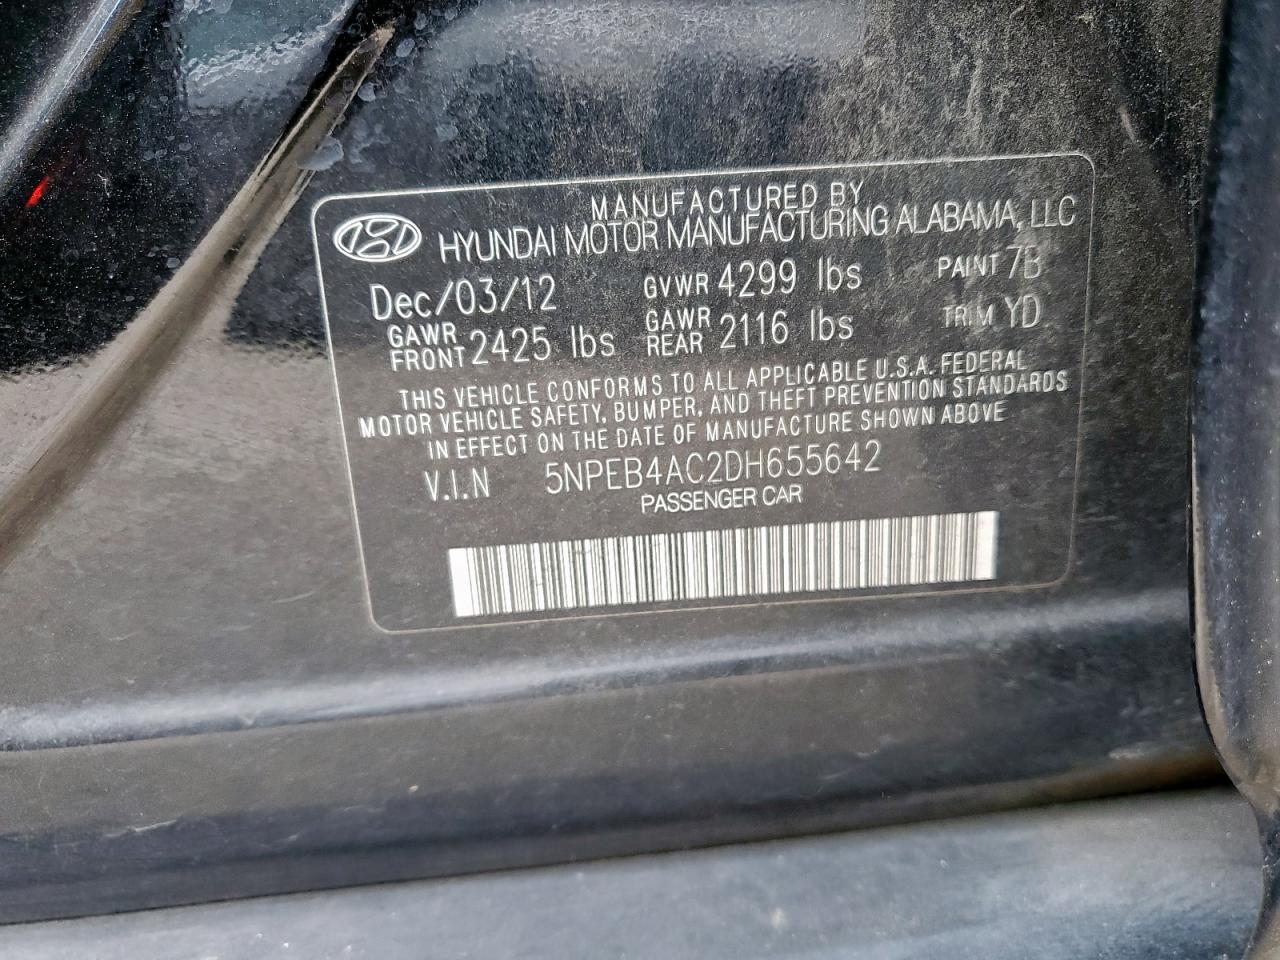 MANUFACTURED BY
HYUNDAI MOTOR MANUFACTURING ALABAMA, LLC
Dec/03/12 GVWR 4299 lbs PAINT 7B
GAWR FRONT 2425 lbs GAWR REAR 2116 lbs TRIM YD
THIS VEHICLE CONFORMS TO ALL APPLICABLE U.S.A. FEDERAL
MOTOR VEHICLE SAFETY, BUMPER, AND THEFT PREVENTION STANDARDS
IN EFFECT ON THE DATE OF MANUFACTURE SHOWN ABOVE
V.I.N 5NPEB4AC2DH655642
PASSENGER CAR